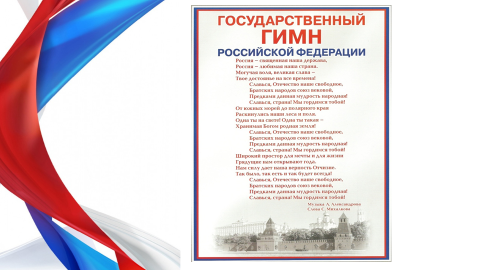 ГОСУДАРСТВЕННЫЙ
ГИМН
РОССИЙСКОЙ ФЕДЕРАЦИИ
Россия – священная наша держава,
Россия – любимая наша страна.
Могучая воля, великая слава –
Твое достоянье на все времена!
Славься, Отечество наше свободное,
Братских народов союз вековой,
Предками данная мудрость народная!
Славься, страна! Мы гордимся тобой!
От южных морей до полярного края
Раскинулись наши леса и поля.
Одна ты на свете! Одна ты такая –
Хранимая Богом родная земля!
Славься, Отечество наше свободное,
Братских народов союз вековой,
Предками данная мудрость народная!
Славься, страна! Мы гордимся тобой!
Широкий простор для мечты и для жизни
Грядущие нам открывают года.
Нам силу дает наша верность Отчизне.
Так было, так есть и так будет всегда!
Славься, Отечество наше свободное,
Братских народов союз вековой,
Предками данная мудрость народная!
Славься, страна! Мы гордимся тобой!
Музыка А. Александрова
Слова С. Михалкова